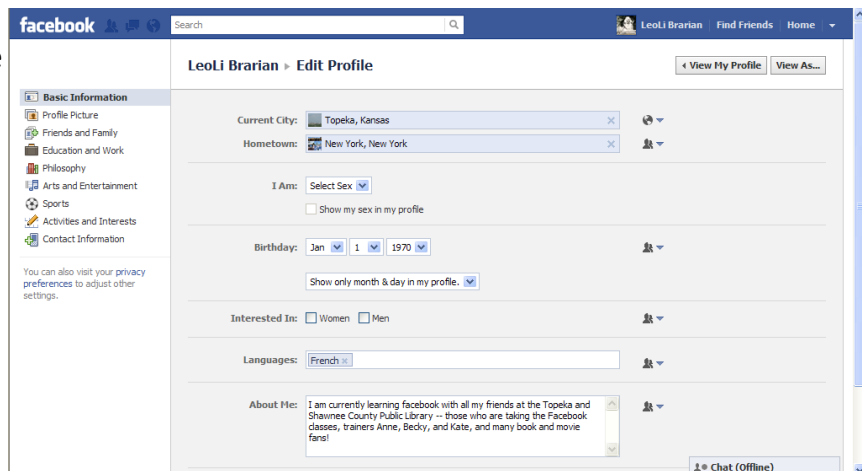 facebook
Search
LeoLi Brarian
Find Friends
Home
LeoLi Brarian ▸ Edit Profile
View My Profile
View As...
Basic Information
Profile Picture
Friends and Family
Education and Work
Philosophy
Arts and Entertainment
Sports
Activities and Interests
Contact Information
You can also visit your privacy
preferences to adjust other
settings.
Current City: Topeka, Kansas
Hometown: New York, New York
I Am: Select Sex
Show my sex in my profile
Birthday: Jan 1 1970
Show only month & day in my profile.
Interested In: Women Men
Languages: French
About Me: I am currently learning facebook with all my friends at the Topeka and
Shawnee County Public Library -- those who are taking the Facebook
classes, trainers Anne, Becky, and Kate, and many book and movie
fans!
Chat (Offline)